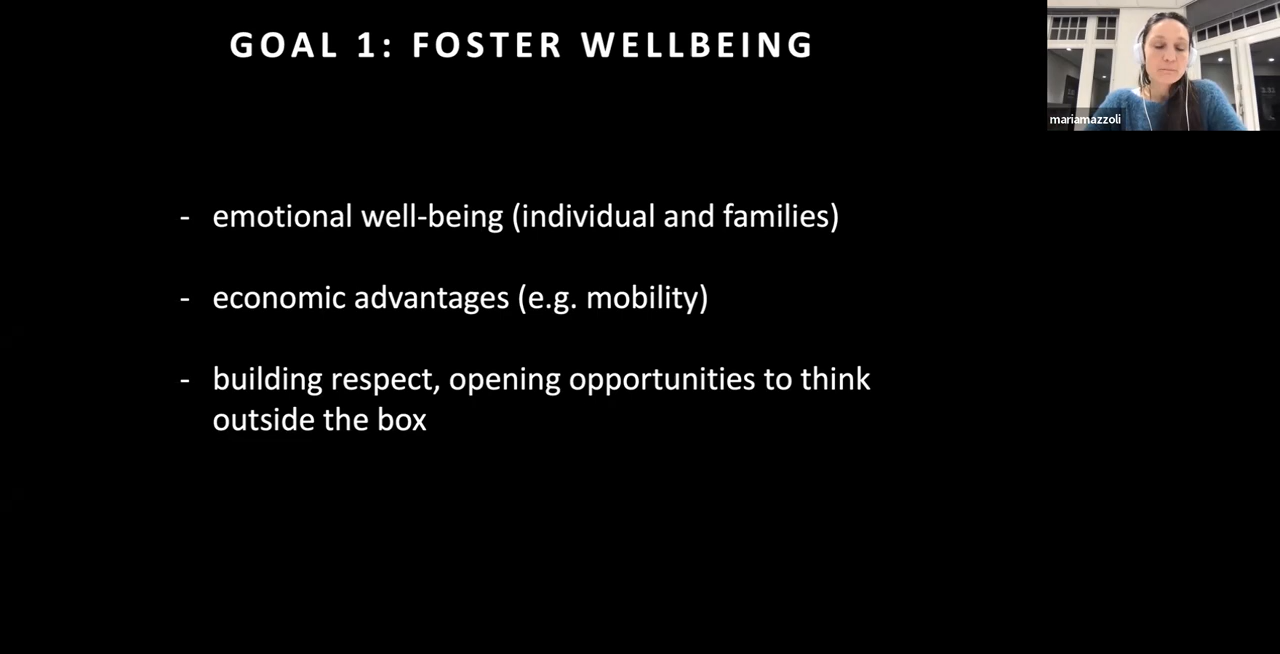 GOAL 1: FOSTER WELLBEING
mariamazzoli
- emotional well-being (individual and families)
- economic advantages (e.g. mobility)
- building respect, opening opportunities to think
outside the box